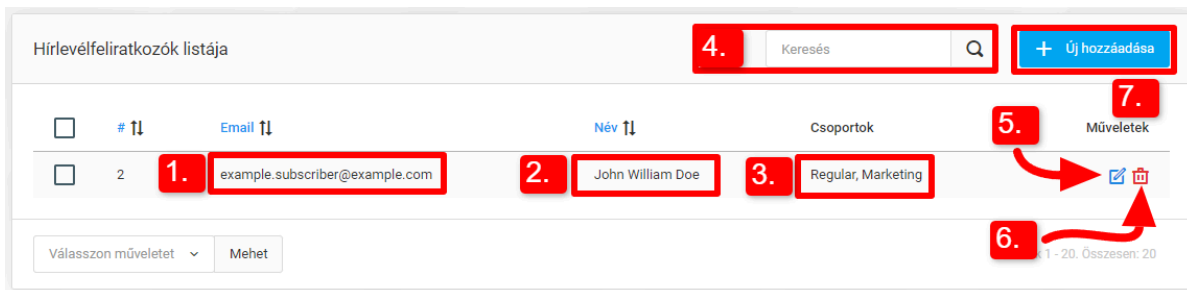 Hírlevélfeliratkozók listája
4.
Keresés
+ Új hozzáadása
7.
# Email Név Csoportok
5.
Műveletek
2
1.
example.subscriber@example.com
2.
John William Doe
3.
Regular, Marketing
6.
Válasszon műveletet
Mehet
1 - 20. Összesen: 20